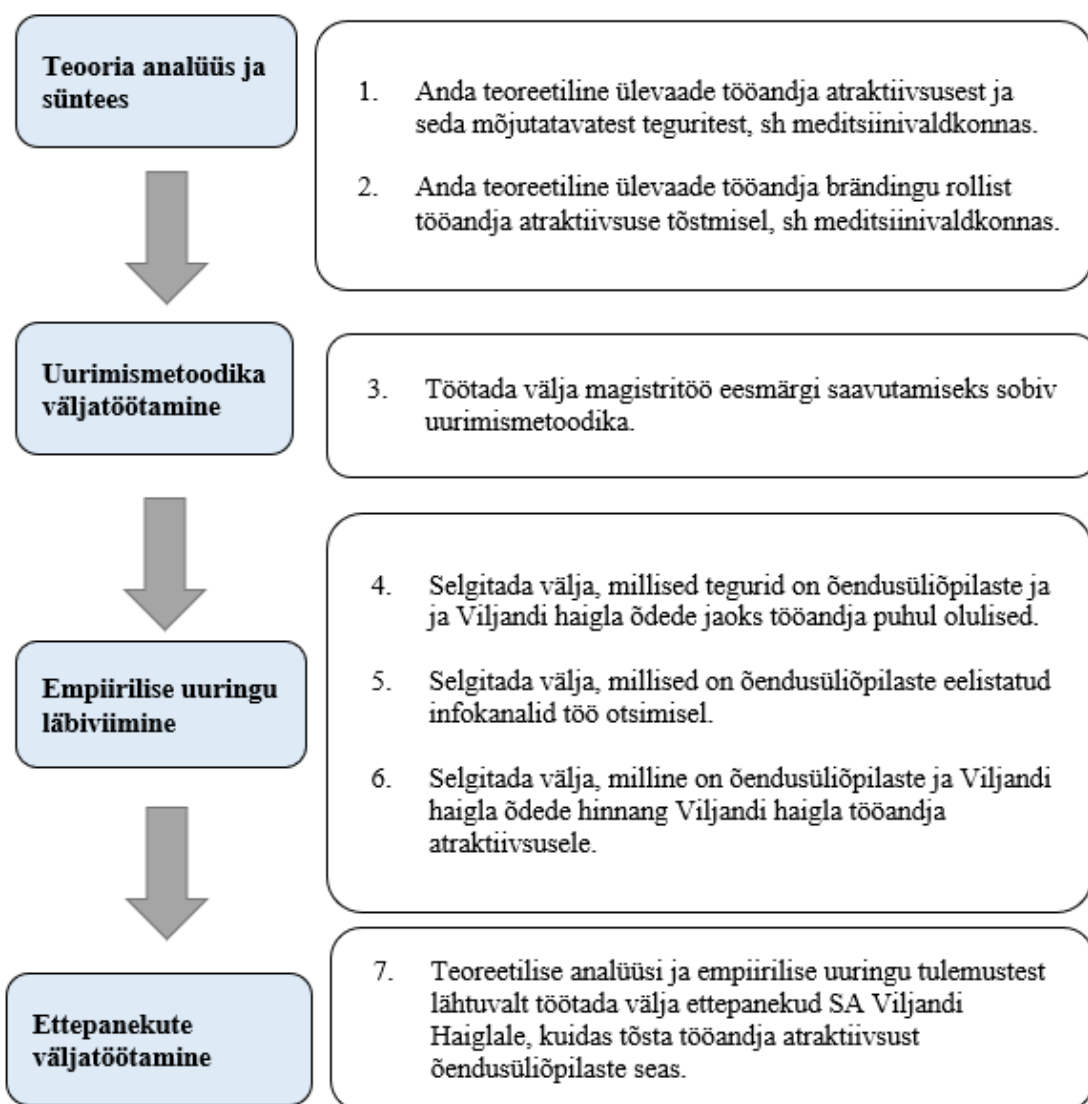 Teooria analüüs ja
süntees
1. Anda teoreetiline ülevaade tööandja atraktiivsusest ja
seda mõjutatavatest teguritest, sh meditsiinivaldkonnas.
2. Anda teoreetiline ülevaade tööandja brändingu rollist
tööandja atraktiivsuse tõstmisel, sh meditsiinivaldkonnas.
Uurimismetoodika
väljatöötamine
3. Töötada välja magistritöö eesmärgi saavutamiseks sobiv
uurimismetoodika.
Empiirilise uuringu
läbiviimine
4. Selgitada välja, millised tegurid on õendusüliõpilaste ja
ja Viljandi haigla õdede jaoks tööandja puhul olulised.
5. Selgitada välja, millised on õendusüliõpilaste eelistatud
infokanalid töö otsimisel.
6. Selgitada välja, milline on õendusüliõpilaste ja Viljandi
haigla õdede hinnang Viljandi haigla tööandja
atraktiivsusele.
Ettepanekute
väljatöötamine
7. Teoreetilise analüüsi ja empiirilise uuringu tulemustest
lähtuvalt töötada välja ettepanekud SA Viljandi
Haiglale, kuidas tõsta tööandja atraktiivsust
õendusüliõpilaste seas.